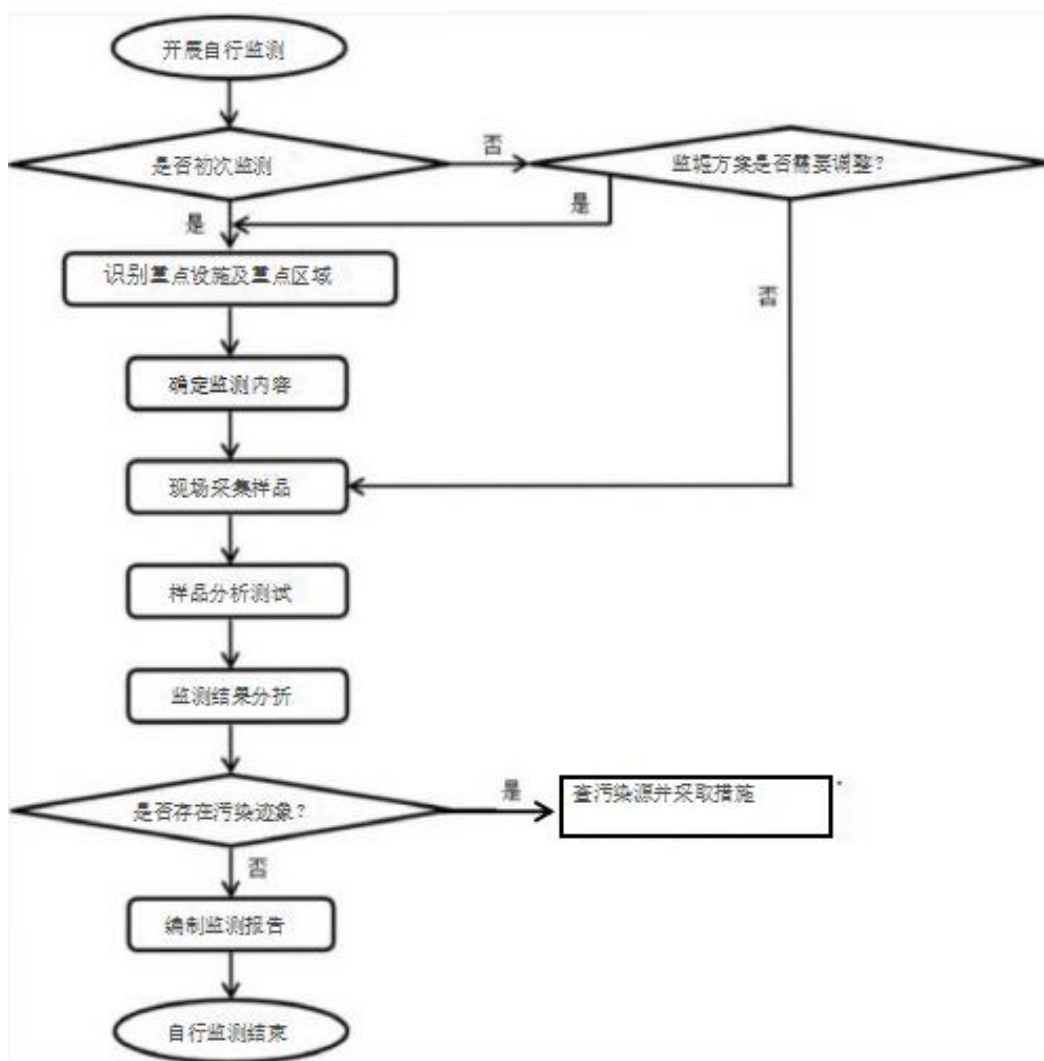 开展自行监测
是否初次监测
否
监堀方案是否需要调整？
是
是
识别重点设施及重点区域
否
确定监测内容
现场采集样品
样品分析测试
监测结果分折
是否存在污染迹象？
是
查污染源并采取措施
否
编制监测报告
自行监测结束